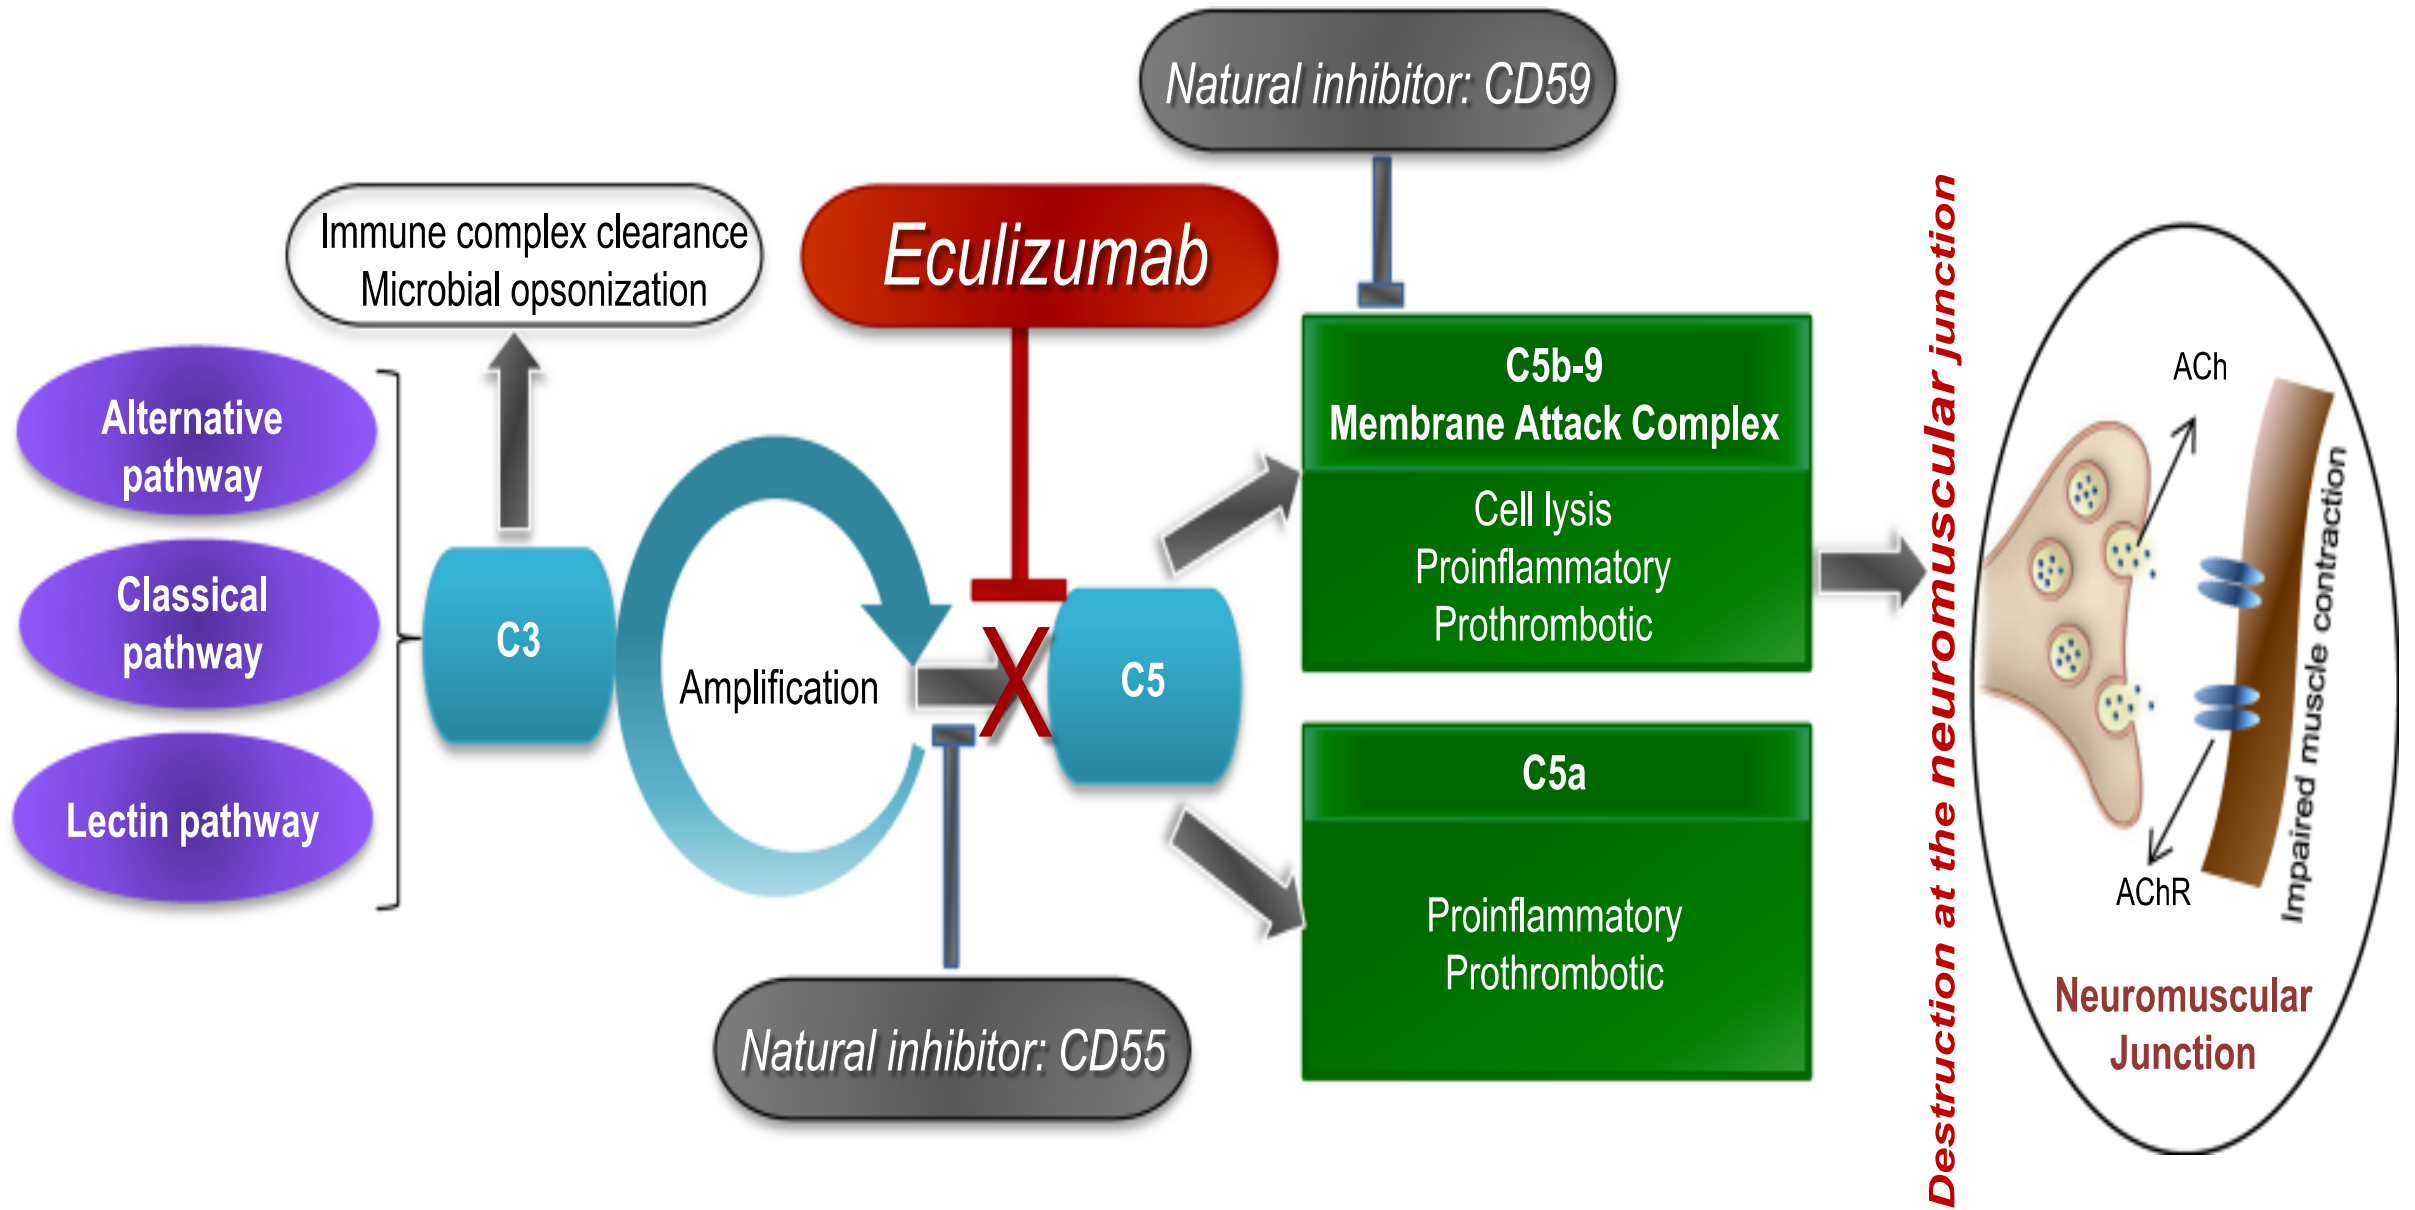 Natural inhibitor: CD59
Immune complex clearance
Microbial opsonization
Eculizumab
Alternative
pathway
Classical
pathway
Lectin pathway
C3
Amplification
X
C5
Natural inhibitor: CD55
C5b-9
Membrane Attack Complex
Cell lysis
Proinflammatory
Prothrombotic
C5a
Proinflammatory
Prothrombotic
Destruction at the neuromuscular junction
ACh
AChR
Impaired muscle contraction
Neuromuscular
Junction